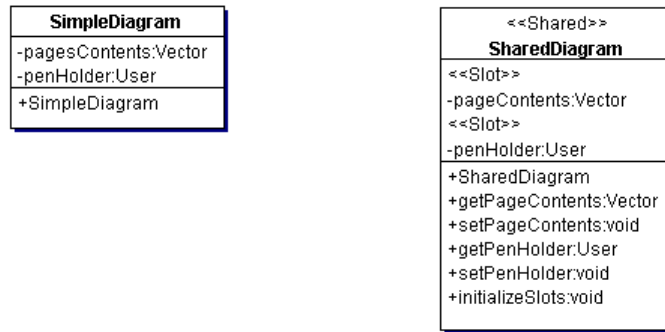 SimpleDiagram
-pagesContents:Vector
-penHolder:User
+SimpleDiagram
<<Shared>>
SharedDiagram
<<Slot>>
-pageContents:Vector
<<Slot>>
-penHolder:User
+SharedDiagram
+getPageContents:Vector
+setPageContents:void
+getPenHolder:User
+setPenHolder:void
+initializeSlots:void